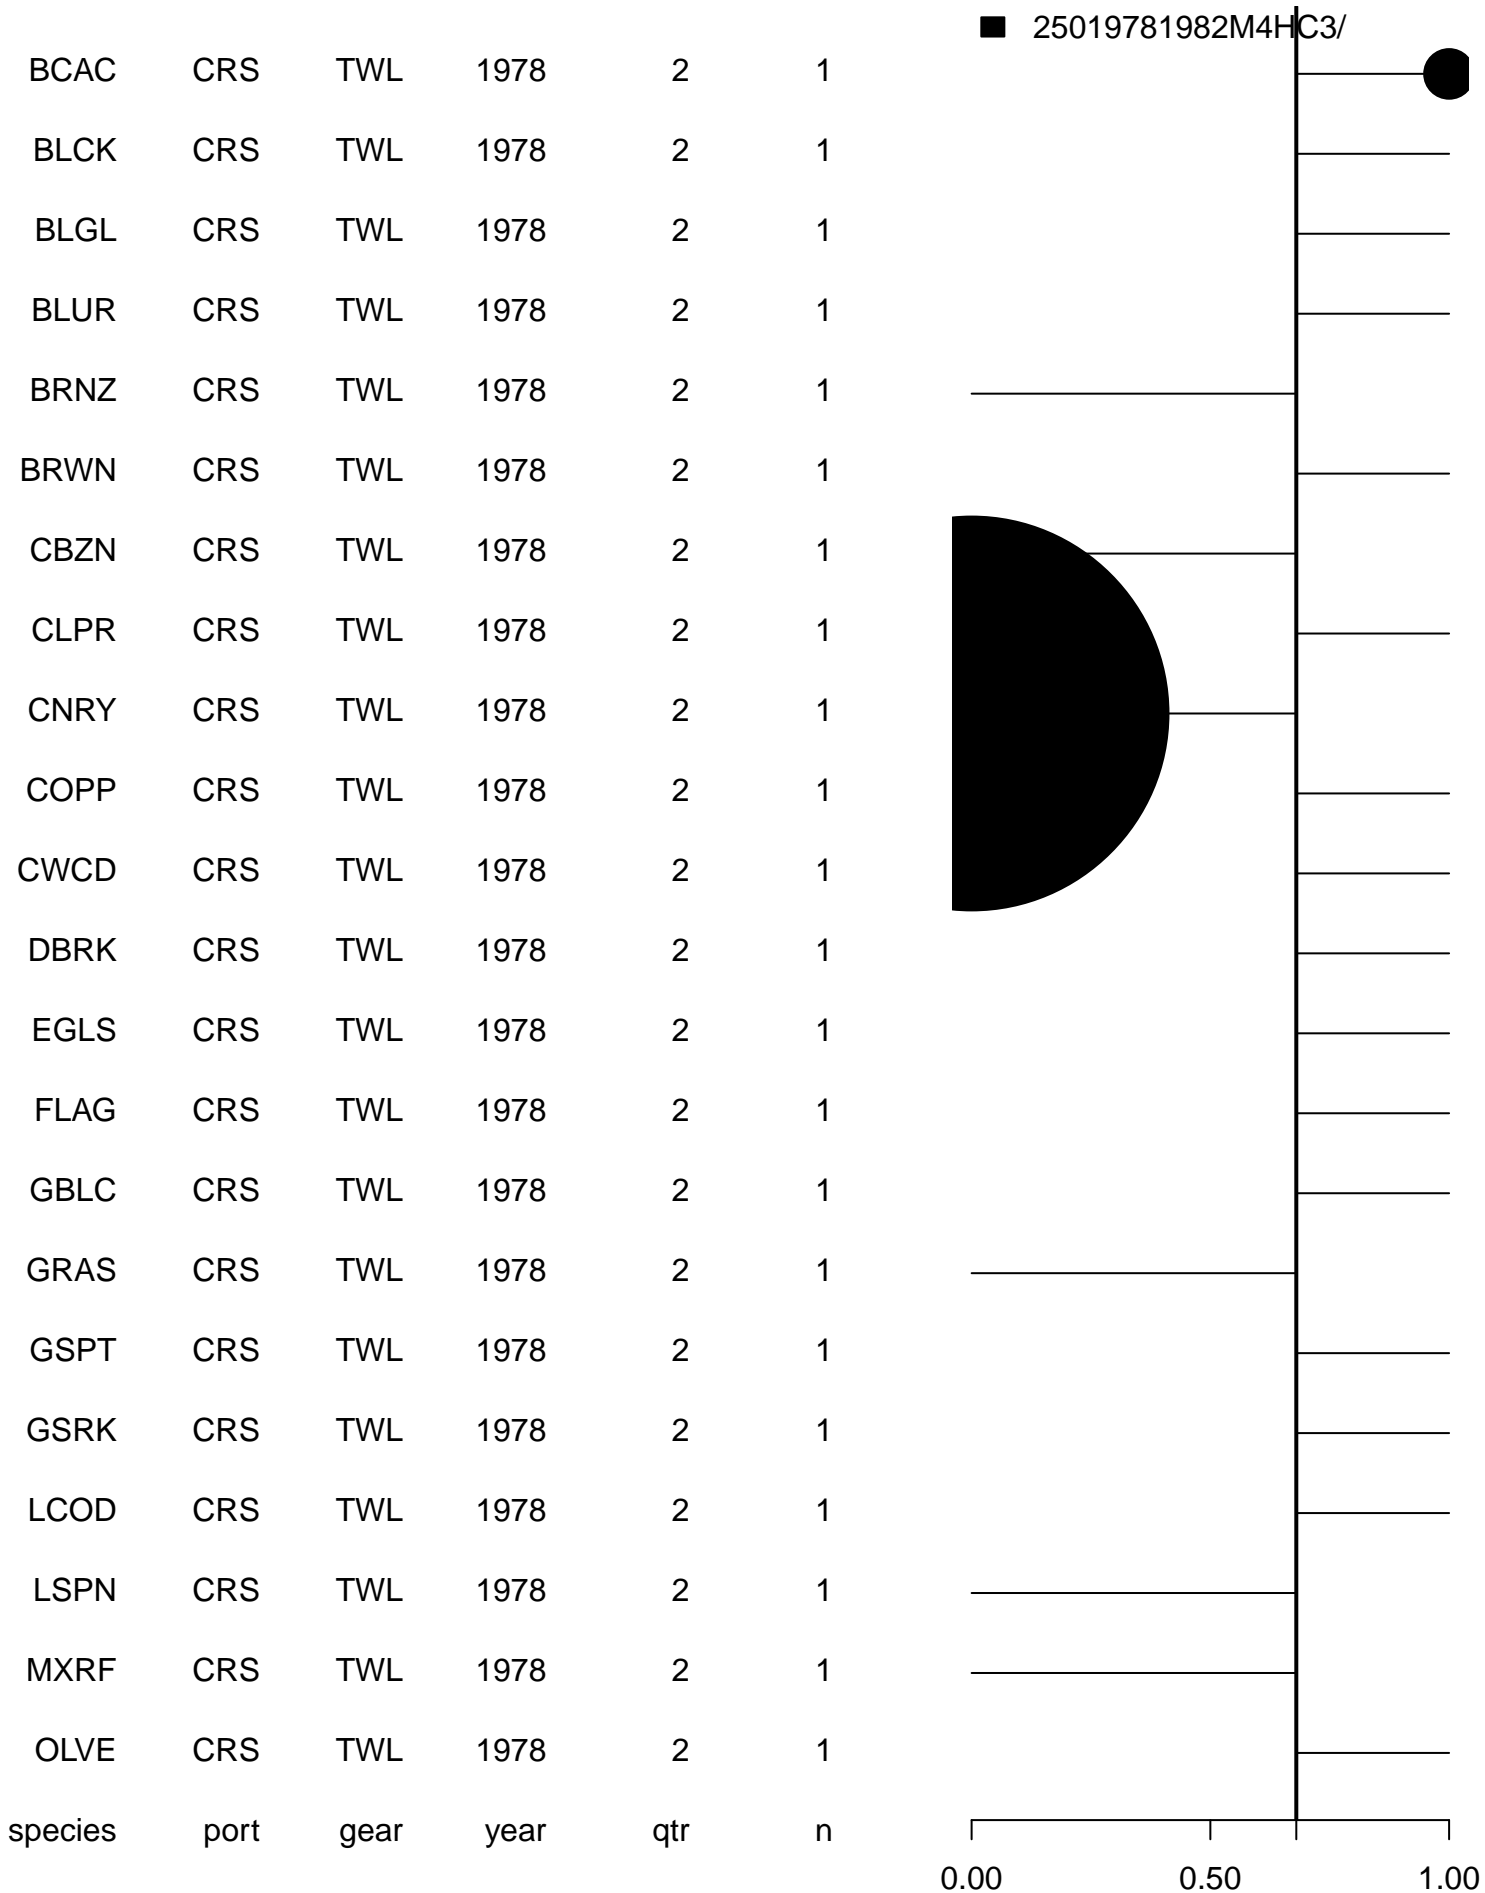 25019781982M4HC3/
BCAC CRS TWL 1978 2 1
BLCK CRS TWL 1978 2 1
BLGL CRS TWL 1978 2 1
BLUR CRS TWL 1978 2 1
BRNZ CRS TWL 1978 2 1
BRWN CRS TWL 1978 2 1
CBZN CRS TWL 1978 2 1
CLPR CRS TWL 1978 2 1
CNRY CRS TWL 1978 2 1
COPP CRS TWL 1978 2 1
CWCD CRS TWL 1978 2 1
DBRK CRS TWL 1978 2 1
EGLS CRS TWL 1978 2 1
FLAG CRS TWL 1978 2 1
GBLC CRS TWL 1978 2 1
GRAS CRS TWL 1978 2 1
GSPT CRS TWL 1978 2 1
GSRK CRS TWL 1978 2 1
LCOD CRS TWL 1978 2 1
LSPN CRS TWL 1978 2 1
MXRF CRS TWL 1978 2 1
OLVE CRS TWL 1978 2 1
species port gear year qtr n
0.00 0.50 1.00